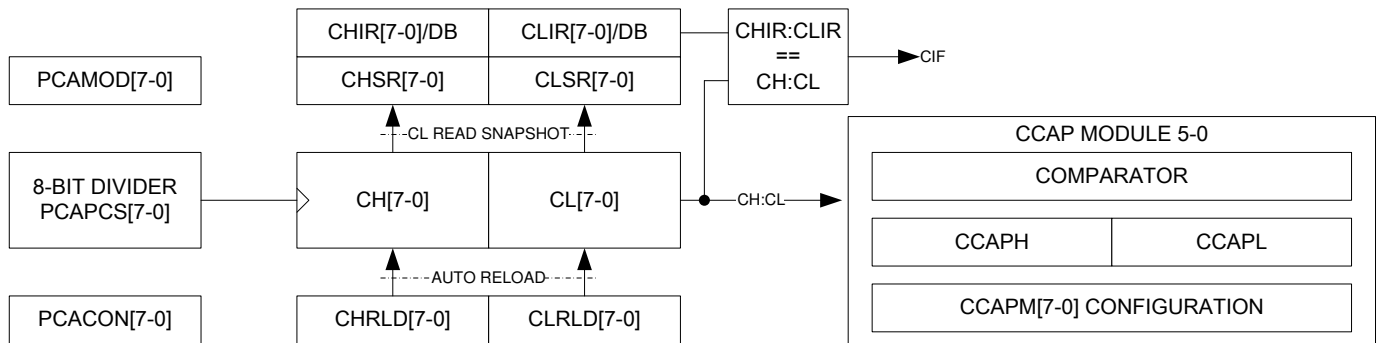 CHIR[7-0]/DB
CLIR[7-0]/DB
CHIR:CLIR
==
CH:CL
CIF
PCAMOD[7-0]
CHSR[7-0]
CLSR[7-0]
CL READ SNAPSHOT
8-BIT DIVIDER
PCAPCS[7-0]
CH[7-0]
CL[7-0]
CH:CL
AUTO RELOAD
PCACON[7-0]
CHRLD[7-0]
CLRLD[7-0]
CCAP MODULE 5-0
COMPARATOR
CCAPH
CCAPL
CCAPM[7-0] CONFIGURATION